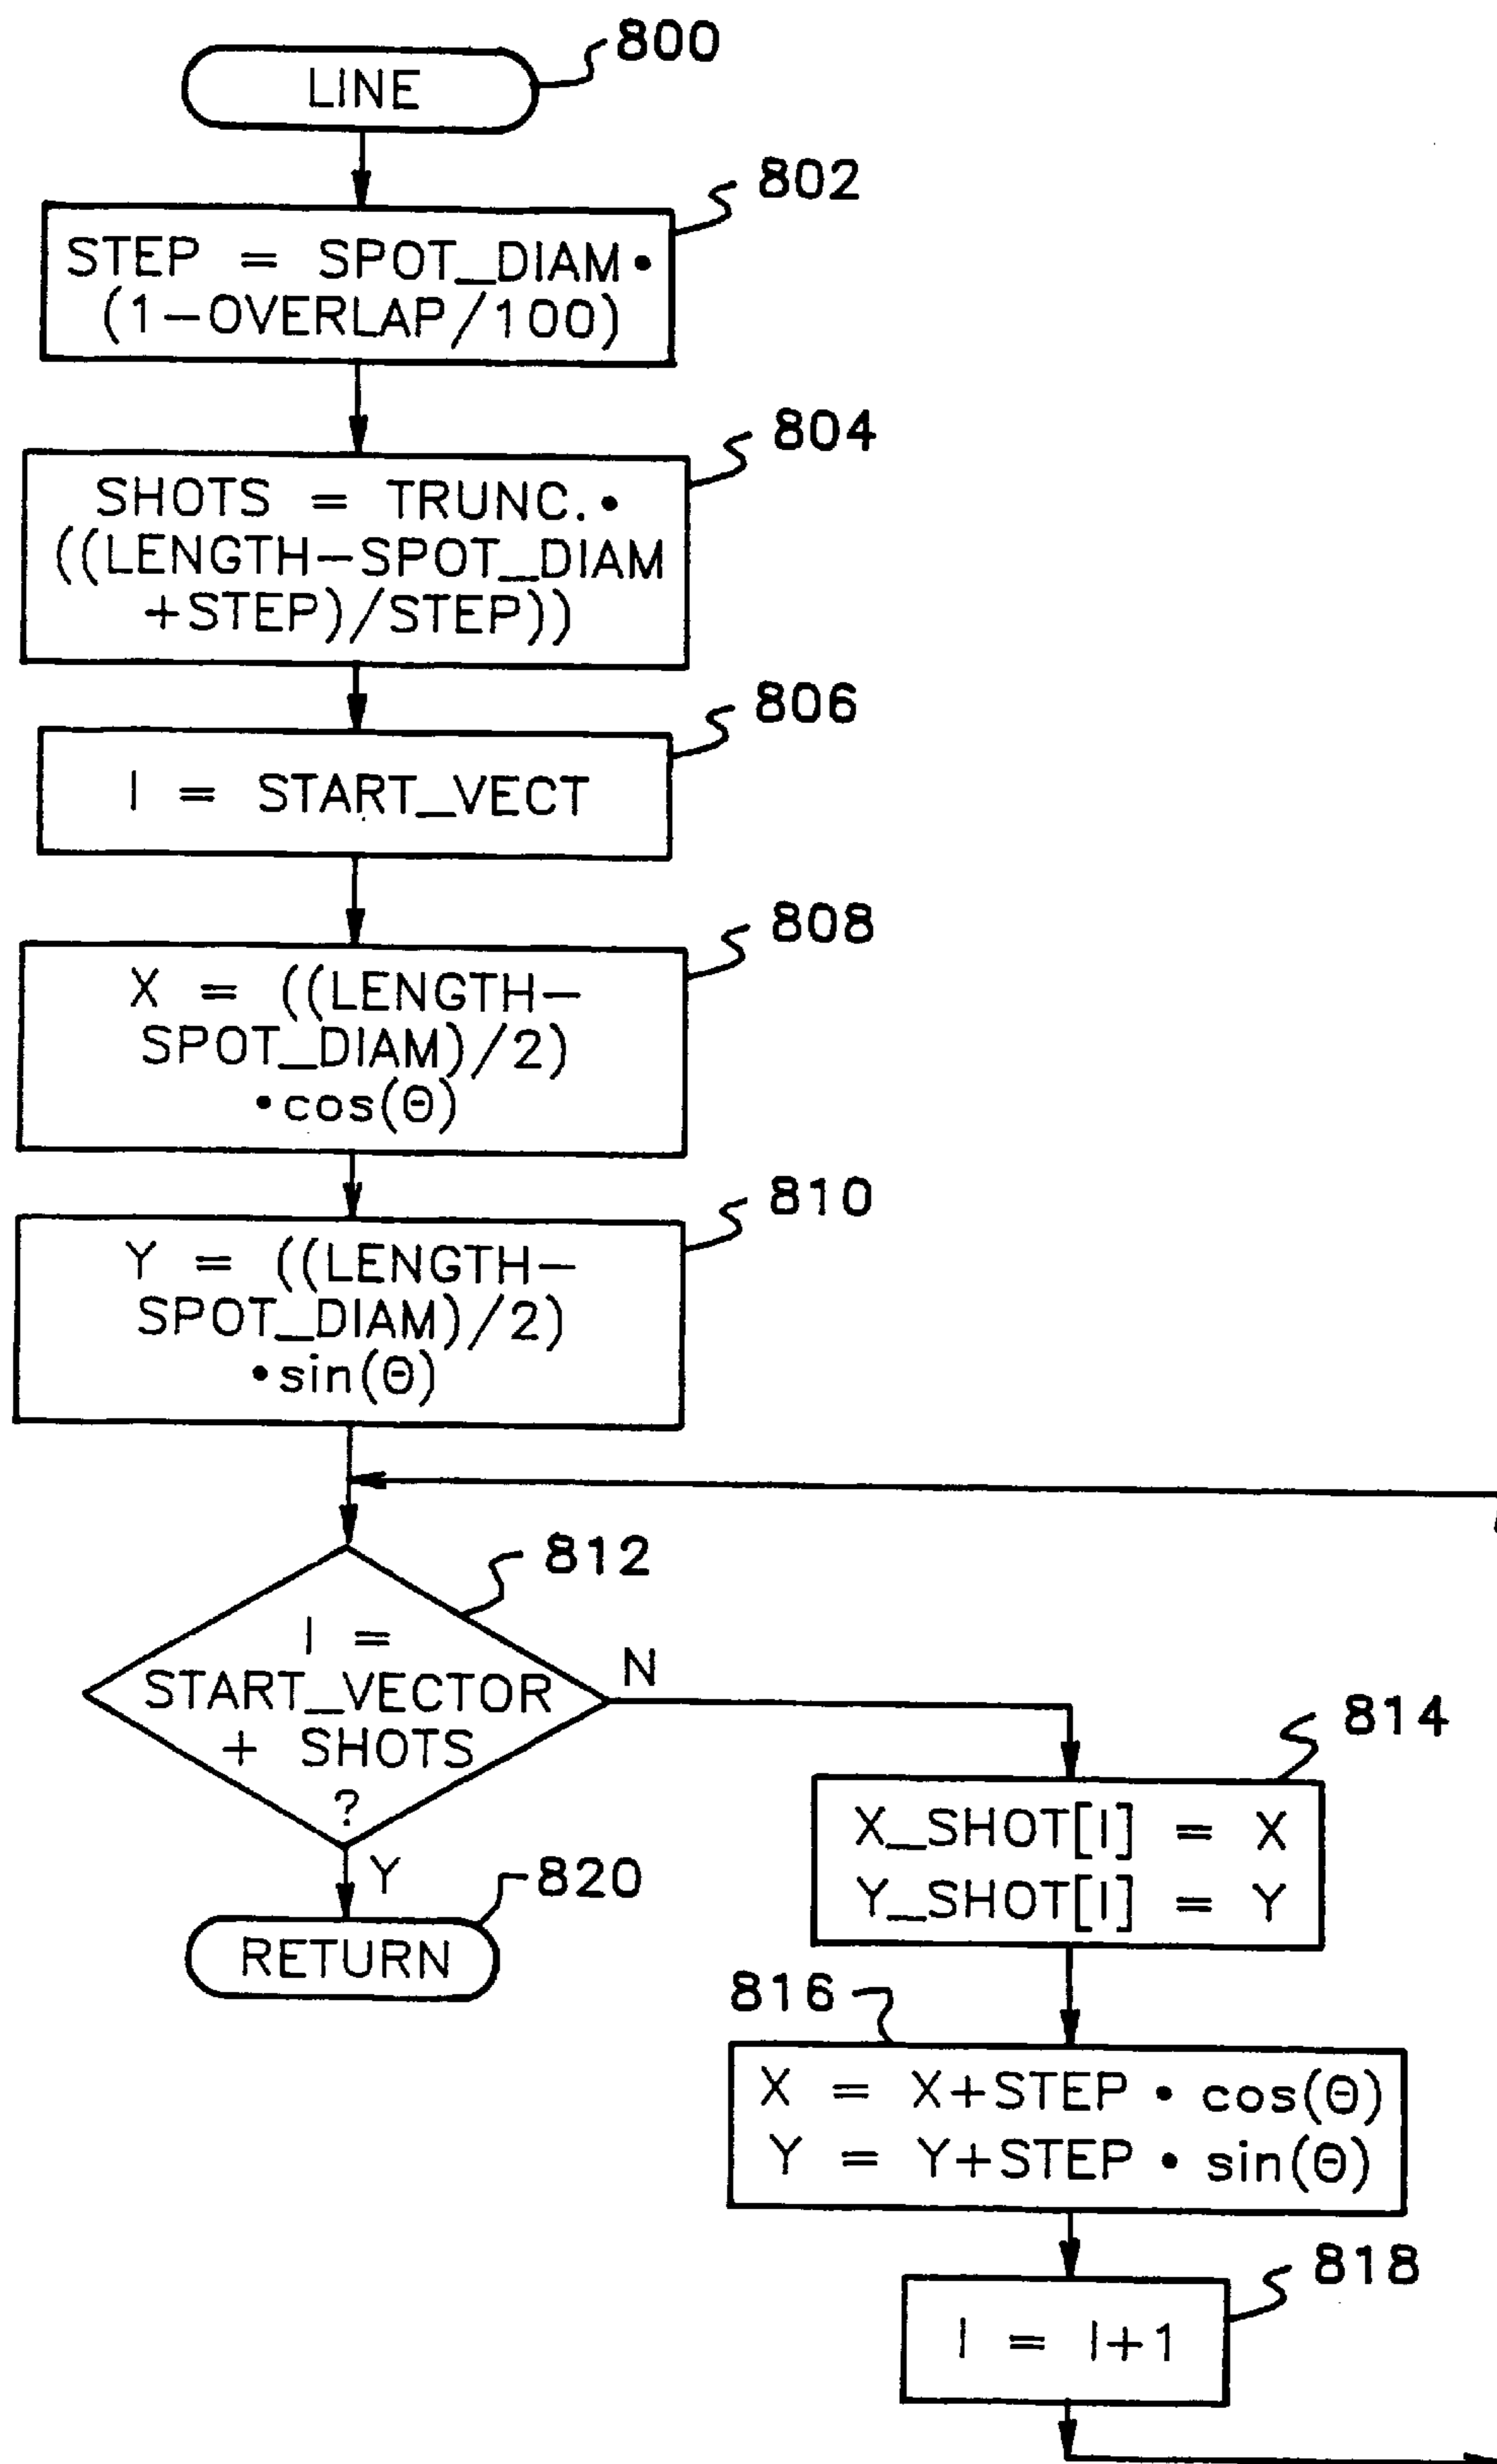 800
LINE
802
STEP = SPOT_DIAM •
(1-OVERLAP/100)
804
SHOTS = TRUNC. •
((LENGTH-SPOT_DIAM
+STEP)/STEP))
806
I = START_VECT
808
X = ((LENGTH-
SPOT_DIAM)/2)
•cos(Θ)
810
Y = ((LENGTH-
SPOT_DIAM)/2)
•sin(Θ)
812
I =
START_VECTOR
+ SHOTS
?
N
Y
820
RETURN
814
X_SHOT[I] = X
Y_SHOT[I] = Y
816
X = X+STEP • cos(Θ)
Y = Y+STEP • sin(Θ)
818
I = I+1